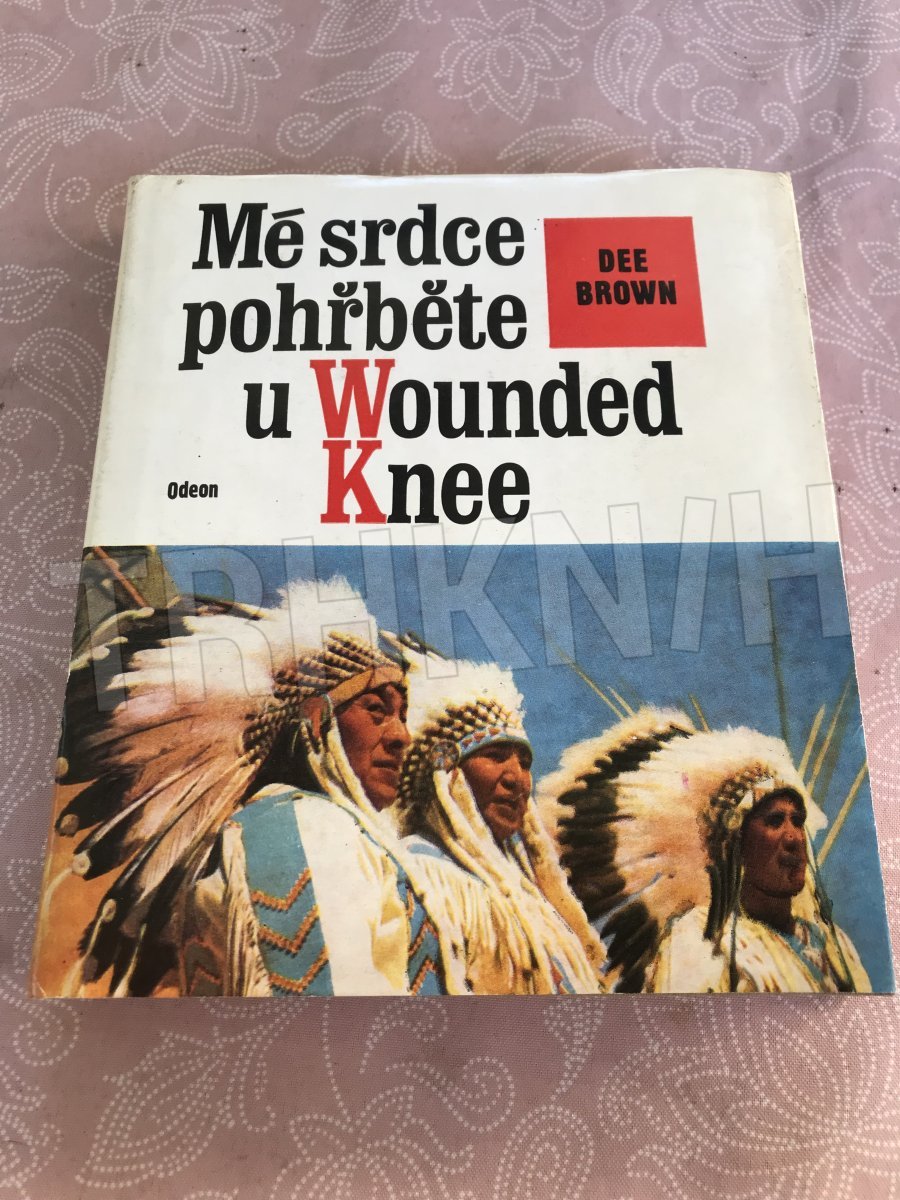 Mé srdce
pohřběte
u Wounded
Knee
DEE
BROWN
Odeon
TRHKNIH